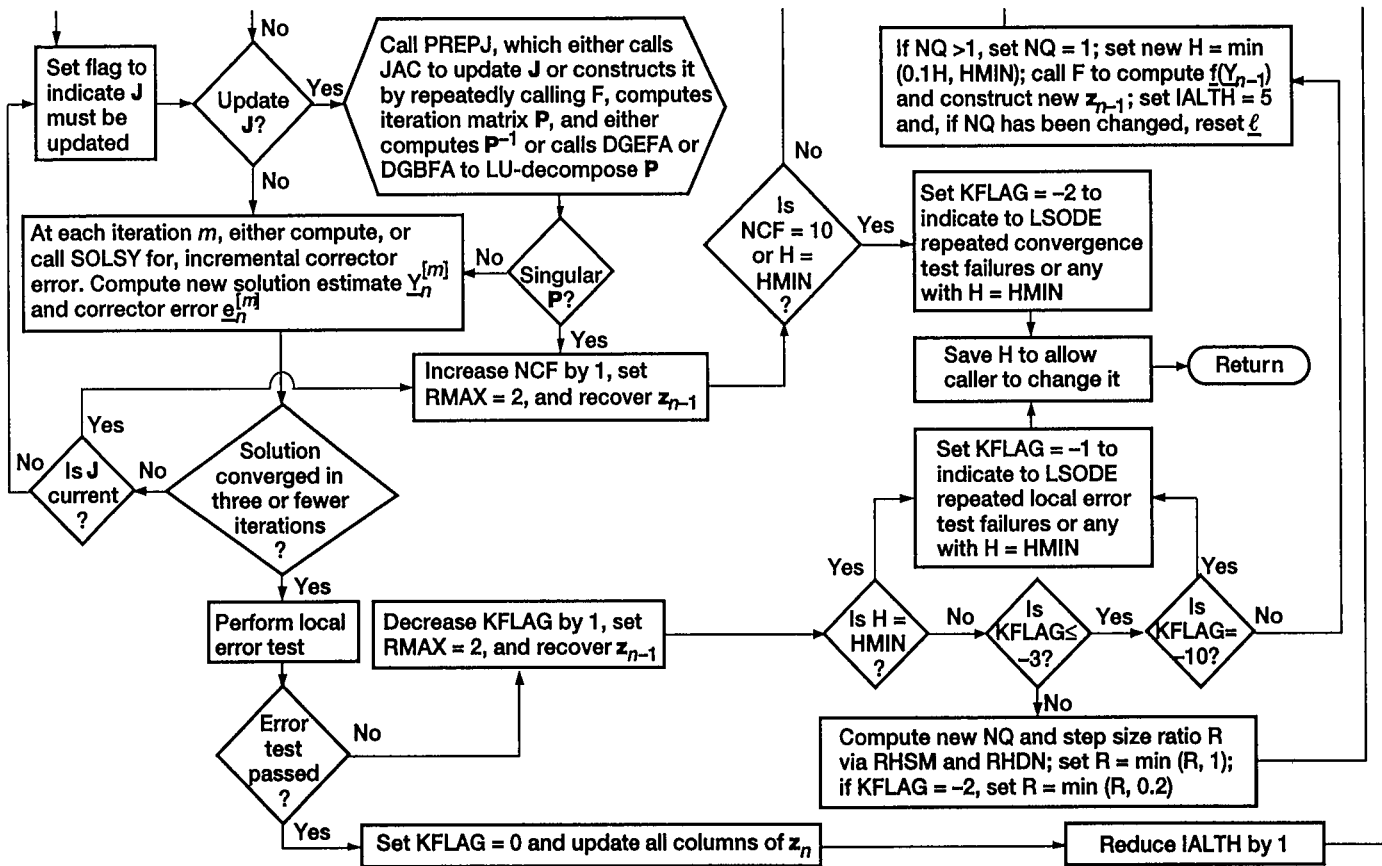 No
No
Set flag to
indicate J
must be
updated
Update
J?
Yes
Call PREPJ, which either calls
JAC to update J or constructs it
by repeatedly calling F, computes
iteration matrix P, and either
computes P⁻¹ or calls DGEFA or
DGBFA to LU-decompose P
If NQ >1, set NQ = 1; set new H = min
(0.1H, HMIN); call F to compute f(Yn–1)
and construct new zn–1; set IALTH = 5
and, if NQ has been changed, reset ℓ
No
No
At each iteration m, either compute, or
call SOLSY for, incremental corrector
error. Compute new solution estimate Yn[m]
and corrector error en[m]
No
Singular
P?
Yes
Is
NCF = 10
or H =
HMIN
?
Yes
Set KFLAG = –2 to
indicate to LSODE
repeated convergence
test failures or any
with H = HMIN
Increase NCF by 1, set
RMAX = 2, and recover zn–1
Save H to allow
caller to change it
Return
Yes
No
Is J
current
?
No
Solution
converged in
three or fewer
iterations
?
Yes
Set KFLAG = –1 to
indicate to LSODE
repeated local error
test failures or any
with H = HMIN
Yes
Yes
Perform local
error test
Decrease KFLAG by 1, set
RMAX = 2, and recover zn–1
Is H =
HMIN
?
No
Is
KFLAG≤
–3?
Yes
Is
KFLAG=
–10?
No
No
Error
test
passed
?
No
Compute new NQ and step size ratio R
via RHSM and RHDN; set R = min (R, 1);
if KFLAG = –2, set R = min (R, 0.2)
Yes
Set KFLAG = 0 and update all columns of zn
Reduce IALTH by 1